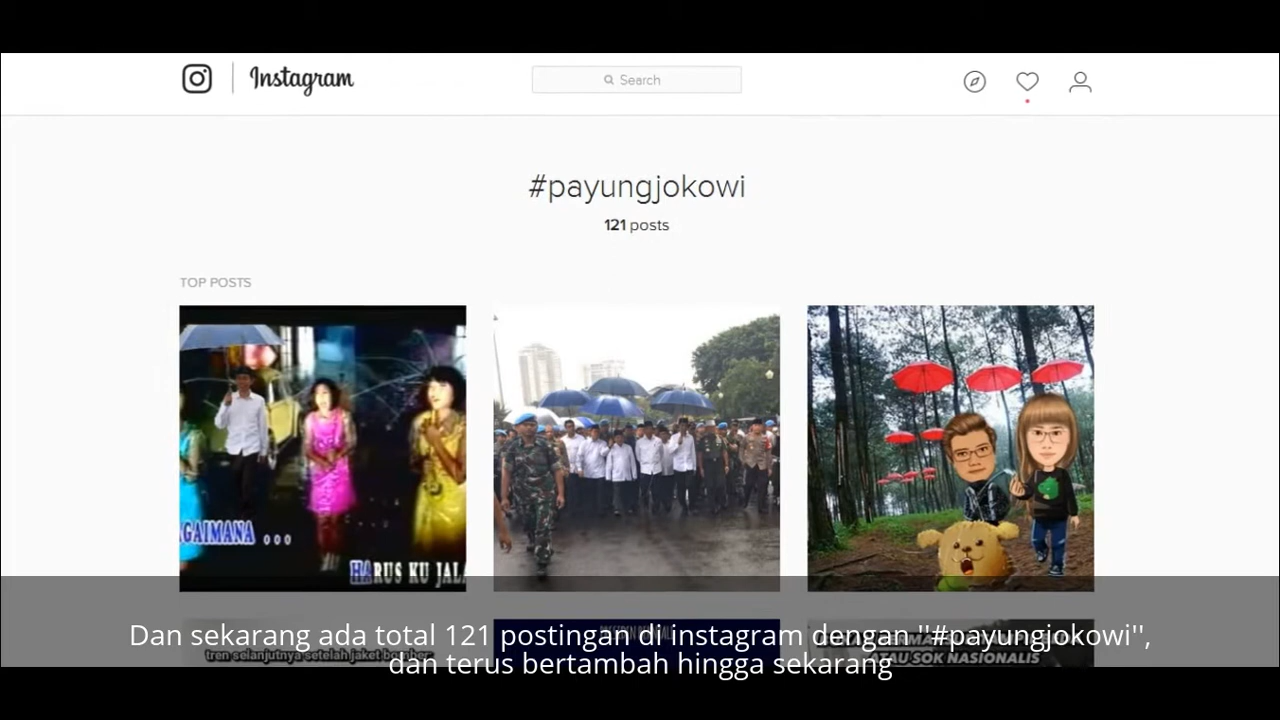 Instagram
Search
#payungjokowi
121 posts
TOP POSTS
GAIMANA ...
HARUS KU JALA
Dan sekarang ada total 121 postingan di instagram dengan "#payungjokowi",
tren selanjutnya setelah jaket bomber
ATAU SOK NASIONALIS
dan terus bertambah hingga sekarang